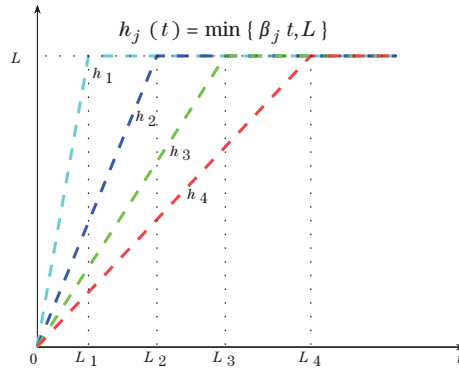 h_j (t) = min { β_j t, L }
L
h_1
h_2
h_3
h_4
0 L_1 L_2 L_3 L_4